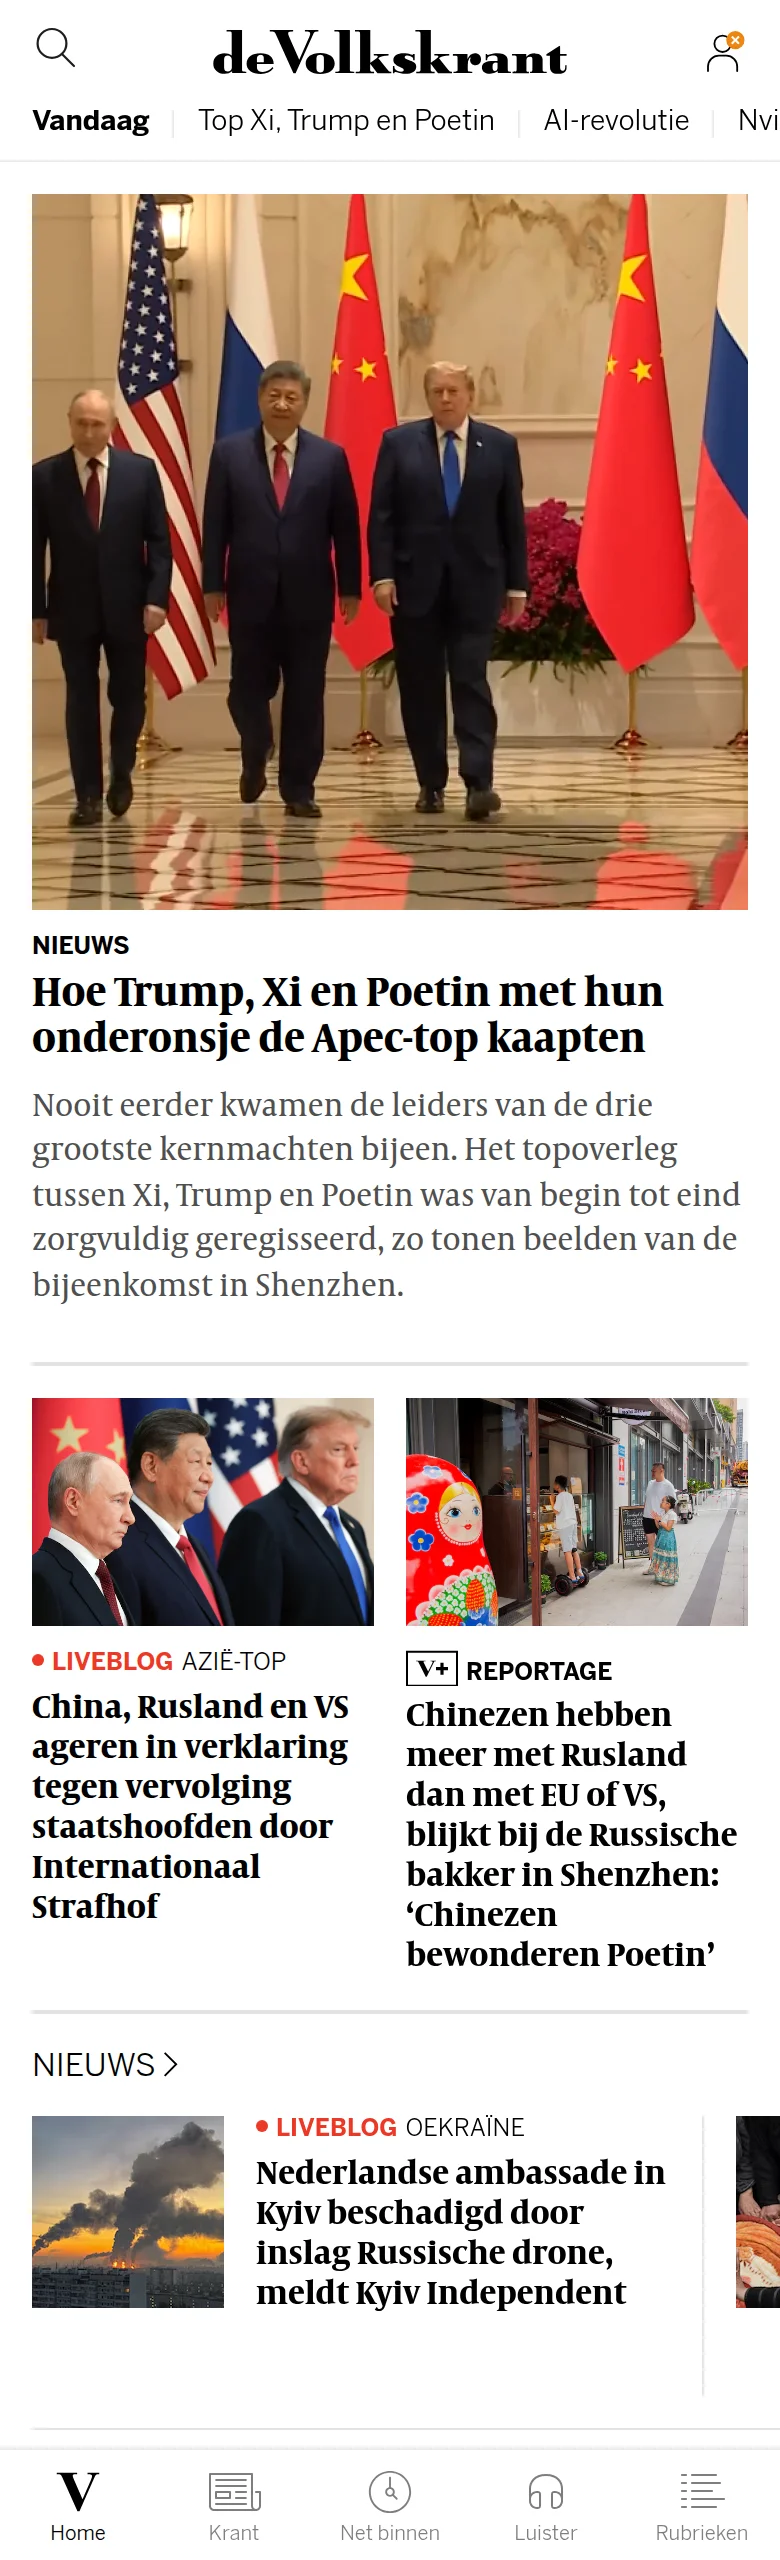 deVolkskrant
Vandaag Top Xi, Trump en Poetin AI-revolutie Nvi
NIEUWS
Hoe Trump, Xi en Poetin met hun
onderonsje de Apec-top kaapten
Nooit eerder kwamen de leiders van de drie
grootste kernmachten bijeen. Het topoverleg
tussen Xi, Trump en Poetin was van begin tot eind
zorgvuldig geregisseerd, zo tonen beelden van de
bijeenkomst in Shenzhen.
LIVEBLOG AZIË-TOP
China, Rusland en VS
ageren in verklaring
tegen vervolging
staatshoofden door
Internationaal
Strafhof
V+ REPORTAGE
Chinezen hebben
meer met Rusland
dan met EU of VS,
blijkt bij de Russische
bakker in Shenzhen:
‘Chinezen
bewonderen Poetin’
NIEUWS
LIVEBLOG OEKRAÏNE
Nederlandse ambassade in
Kyiv beschadigd door
inslag Russische drone,
meldt Kyiv Independent
V
Home Krant Net binnen Luister Rubrieken